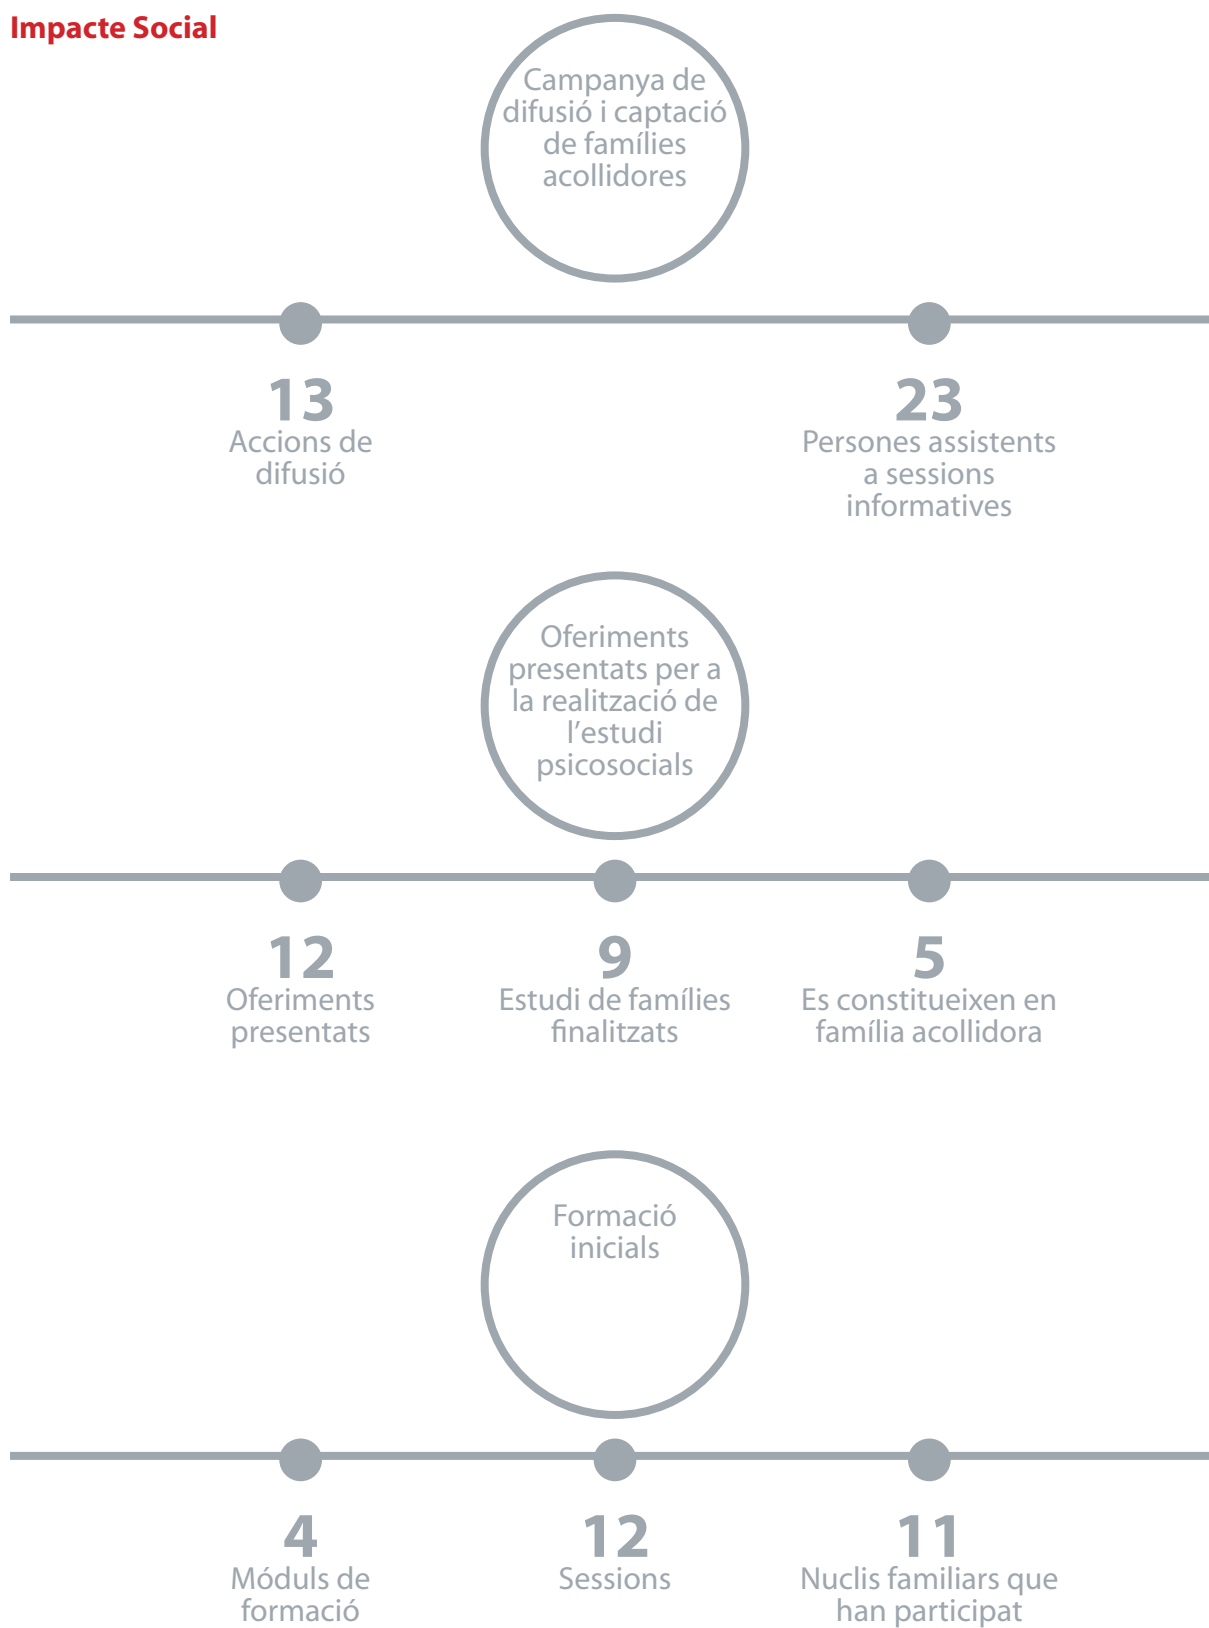 Impacte Social
Campanya de
difusió i captació
de famílies
acollidores
13
Accions de
difusió
23
Persones assistents
a sessions
informatives
Oferiments
presentats per a
la realització de
l’estudi
psicosocials
12
Oferiments
presentats
9
Estudi de famílies
finalitzats
5
Es constitueixen en
família acollidora
Formació
inicials
4
Móduls de
formació
12
Sessions
11
Nuclis familiars que
han participat